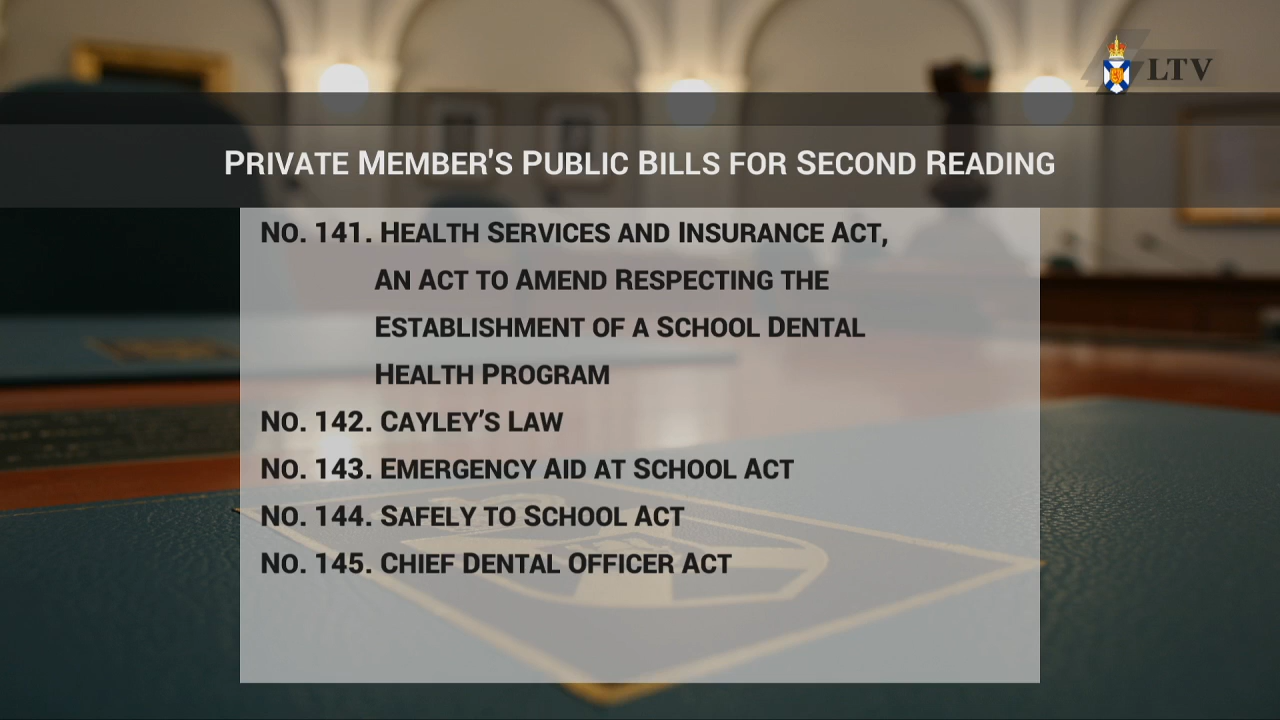 LTV
PRIVATE MEMBER'S PUBLIC BILLS FOR SECOND READING
NO. 141. HEALTH SERVICES AND INSURANCE ACT,
AN ACT TO AMEND RESPECTING THE
ESTABLISHMENT OF A SCHOOL DENTAL
HEALTH PROGRAM
NO. 142. CAYLEY’S LAW
NO. 143. EMERGENCY AID AT SCHOOL ACT
NO. 144. SAFELY TO SCHOOL ACT
NO. 145. CHIEF DENTAL OFFICER ACT